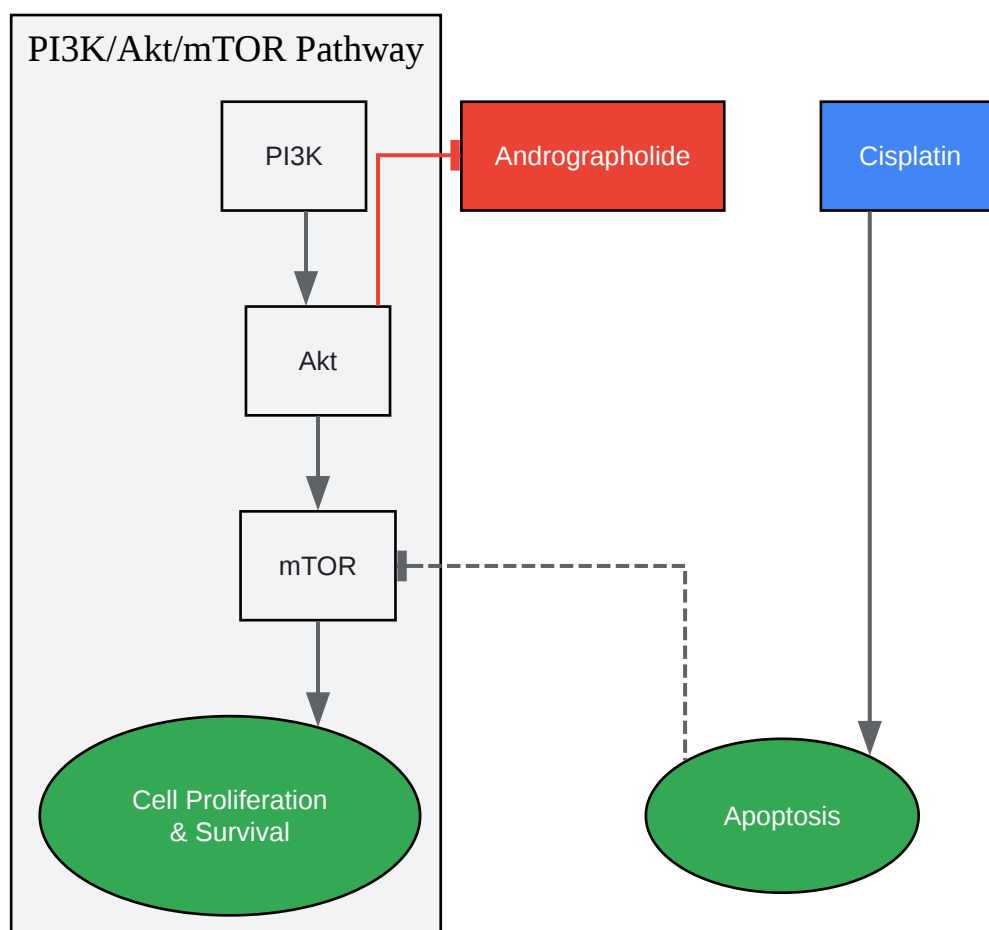 PI3K/Akt/mTOR Pathway
PI3K
Andrographolide
Cisplatin
Akt
mTOR
Cell Proliferation
& Survival
Apoptosis